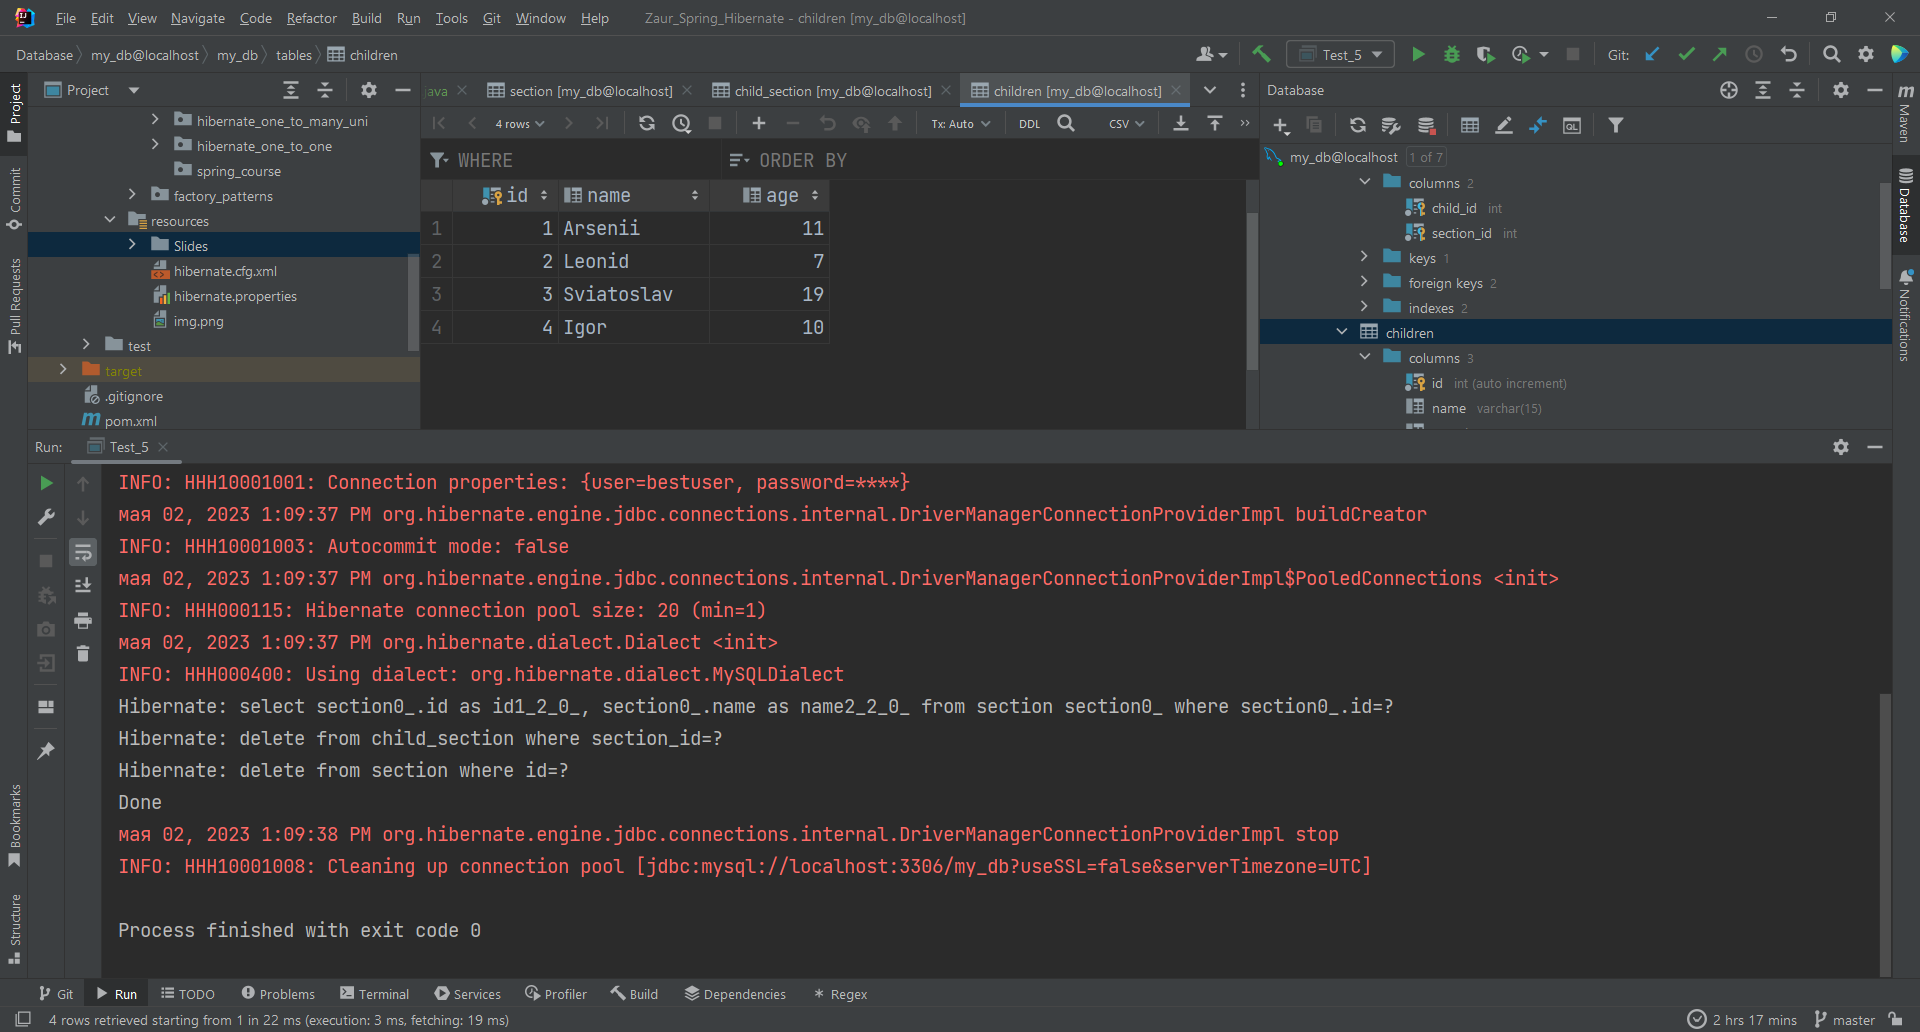 File Edit View Navigate Code Refactor Build Run Tools Git Window Help Zaur_Spring_Hibernate - children [my_db@localhost]
Database my_db@localhost my_db tables children
Test_5 Git:
Project
java section [my_db@localhost] child_section [my_db@localhost] children [my_db@localhost]
Database
Project
Commit
Pull Requests
hibernate_one_to_many_uni
hibernate_one_to_one
spring_course
factory_patterns
resources
Slides
hibernate.cfg.xml
hibernate.properties
img.png
test
target
.gitignore
pom.xml
4 rows Tx: Auto DDL CSV
WHERE ORDER BY
id name age
1 1 Arsenii 11
2 2 Leonid 7
3 3 Sviatoslav 19
4 4 Igor 10
my_db@localhost 1 of 7
columns 2
child_id int
section_id int
keys 1
foreign keys 2
indexes 2
children
columns 3
id int (auto increment)
name varchar(15)
Maven
Database
Notifications
Run: Test_5
INFO: HHH10001001: Connection properties: {user=bestuser, password=****}
мая 02, 2023 1:09:37 PM org.hibernate.engine.jdbc.connections.internal.DriverManagerConnectionProviderImpl buildCreator
INFO: HHH10001003: Autocommit mode: false
мая 02, 2023 1:09:37 PM org.hibernate.engine.jdbc.connections.internal.DriverManagerConnectionProviderImpl$PooledConnections <init>
INFO: HHH000115: Hibernate connection pool size: 20 (min=1)
мая 02, 2023 1:09:37 PM org.hibernate.dialect.Dialect <init>
INFO: HHH000400: Using dialect: org.hibernate.dialect.MySQLDialect
Hibernate: select section0_.id as id1_2_0_, section0_.name as name2_2_0_ from section section0_ where section0_.id=?
Hibernate: delete from child_section where section_id=?
Hibernate: delete from section where id=?
Done
мая 02, 2023 1:09:38 PM org.hibernate.engine.jdbc.connections.internal.DriverManagerConnectionProviderImpl stop
INFO: HHH10001008: Cleaning up connection pool [jdbc:mysql://localhost:3306/my_db?useSSL=false&serverTimezone=UTC]
Process finished with exit code 0
Bookmarks
Structure
Git Run TODO Problems Terminal Services Profiler Build Dependencies Regex
4 rows retrieved starting from 1 in 22 ms (execution: 3 ms, fetching: 19 ms) 2 hrs 17 mins master